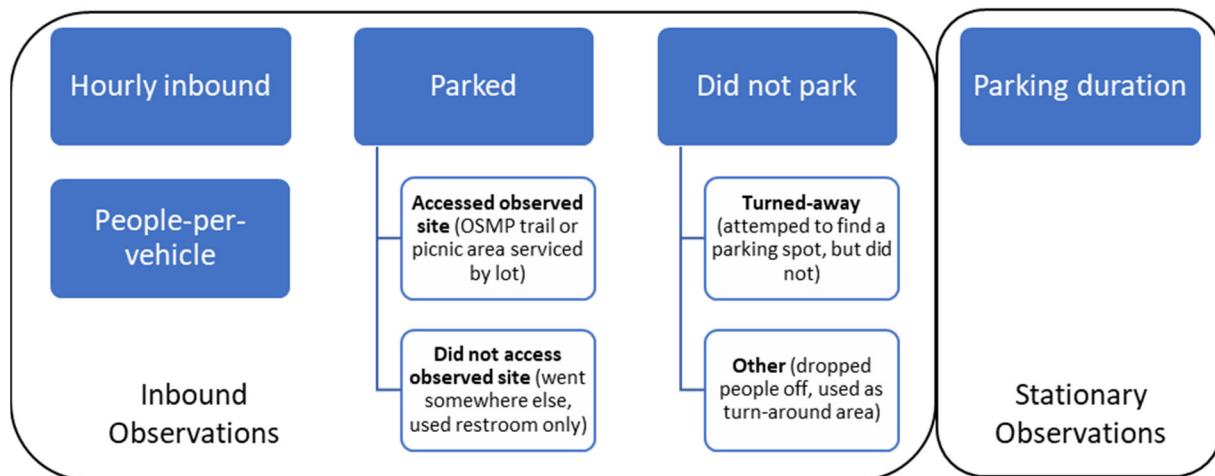 Hourly inbound
People-per-
vehicle
Inbound
Observations
Parked
Accessed observed
site (OSMP trail or
picnic area serviced
by lot)
Did not access
observed site (went
somewhere else,
used restroom only)
Did not park
Turned-away
(attemped to find a
parking spot, but did
not)
Other (dropped
people off, used as
turn-around area)
Parking duration
Stationary
Observations